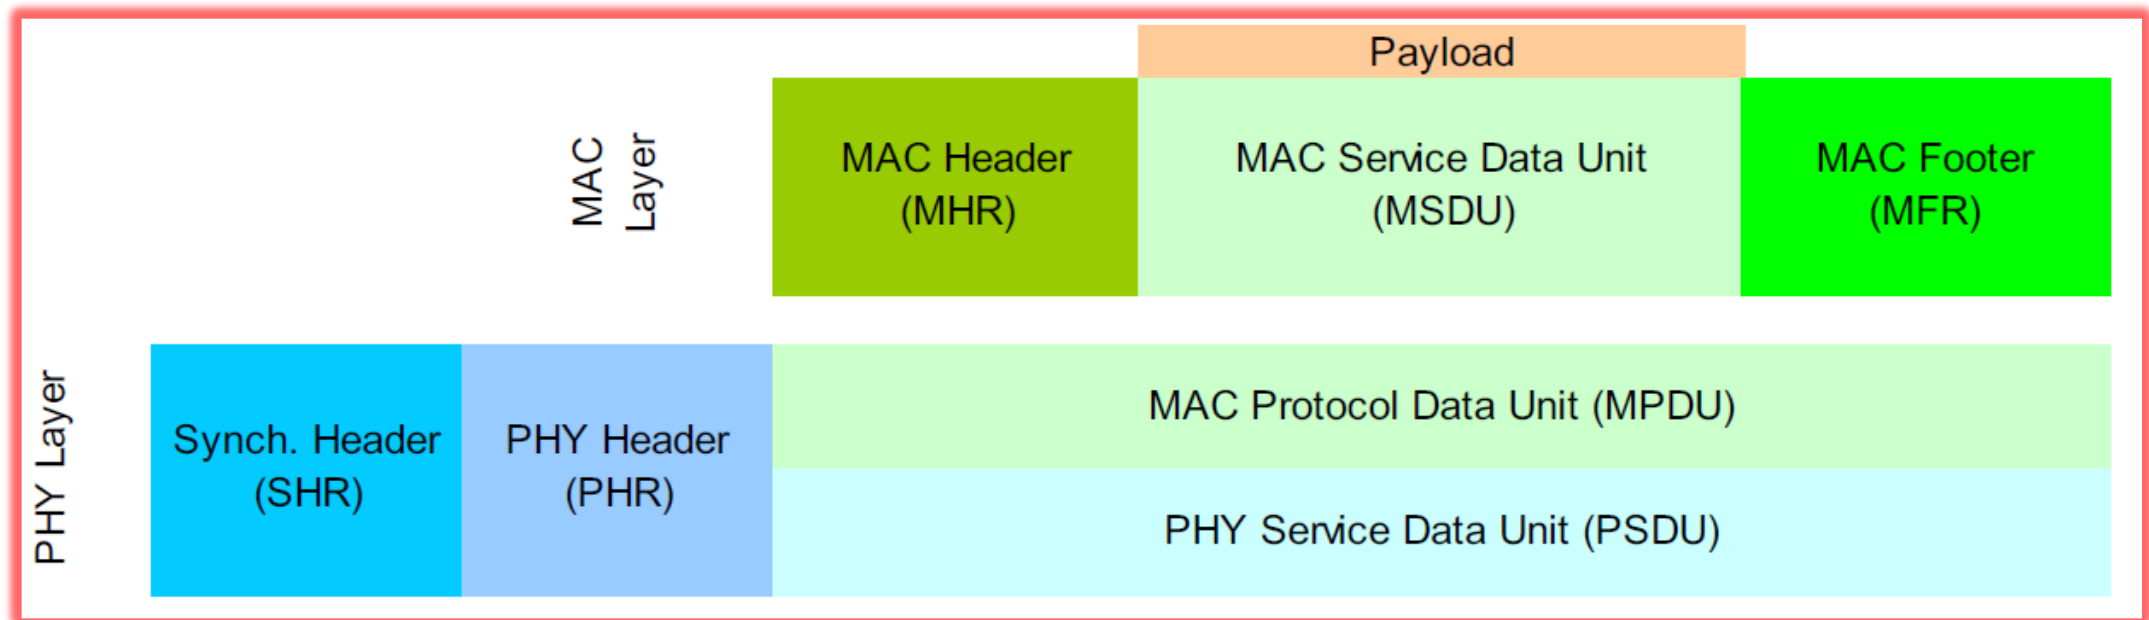 Payload
MAC
Layer
MAC Header
(MHR)
MAC Service Data Unit
(MSDU)
MAC Footer
(MFR)
PHY Layer
Synch. Header
(SHR)
PHY Header
(PHR)
MAC Protocol Data Unit (MPDU)
PHY Service Data Unit (PSDU)